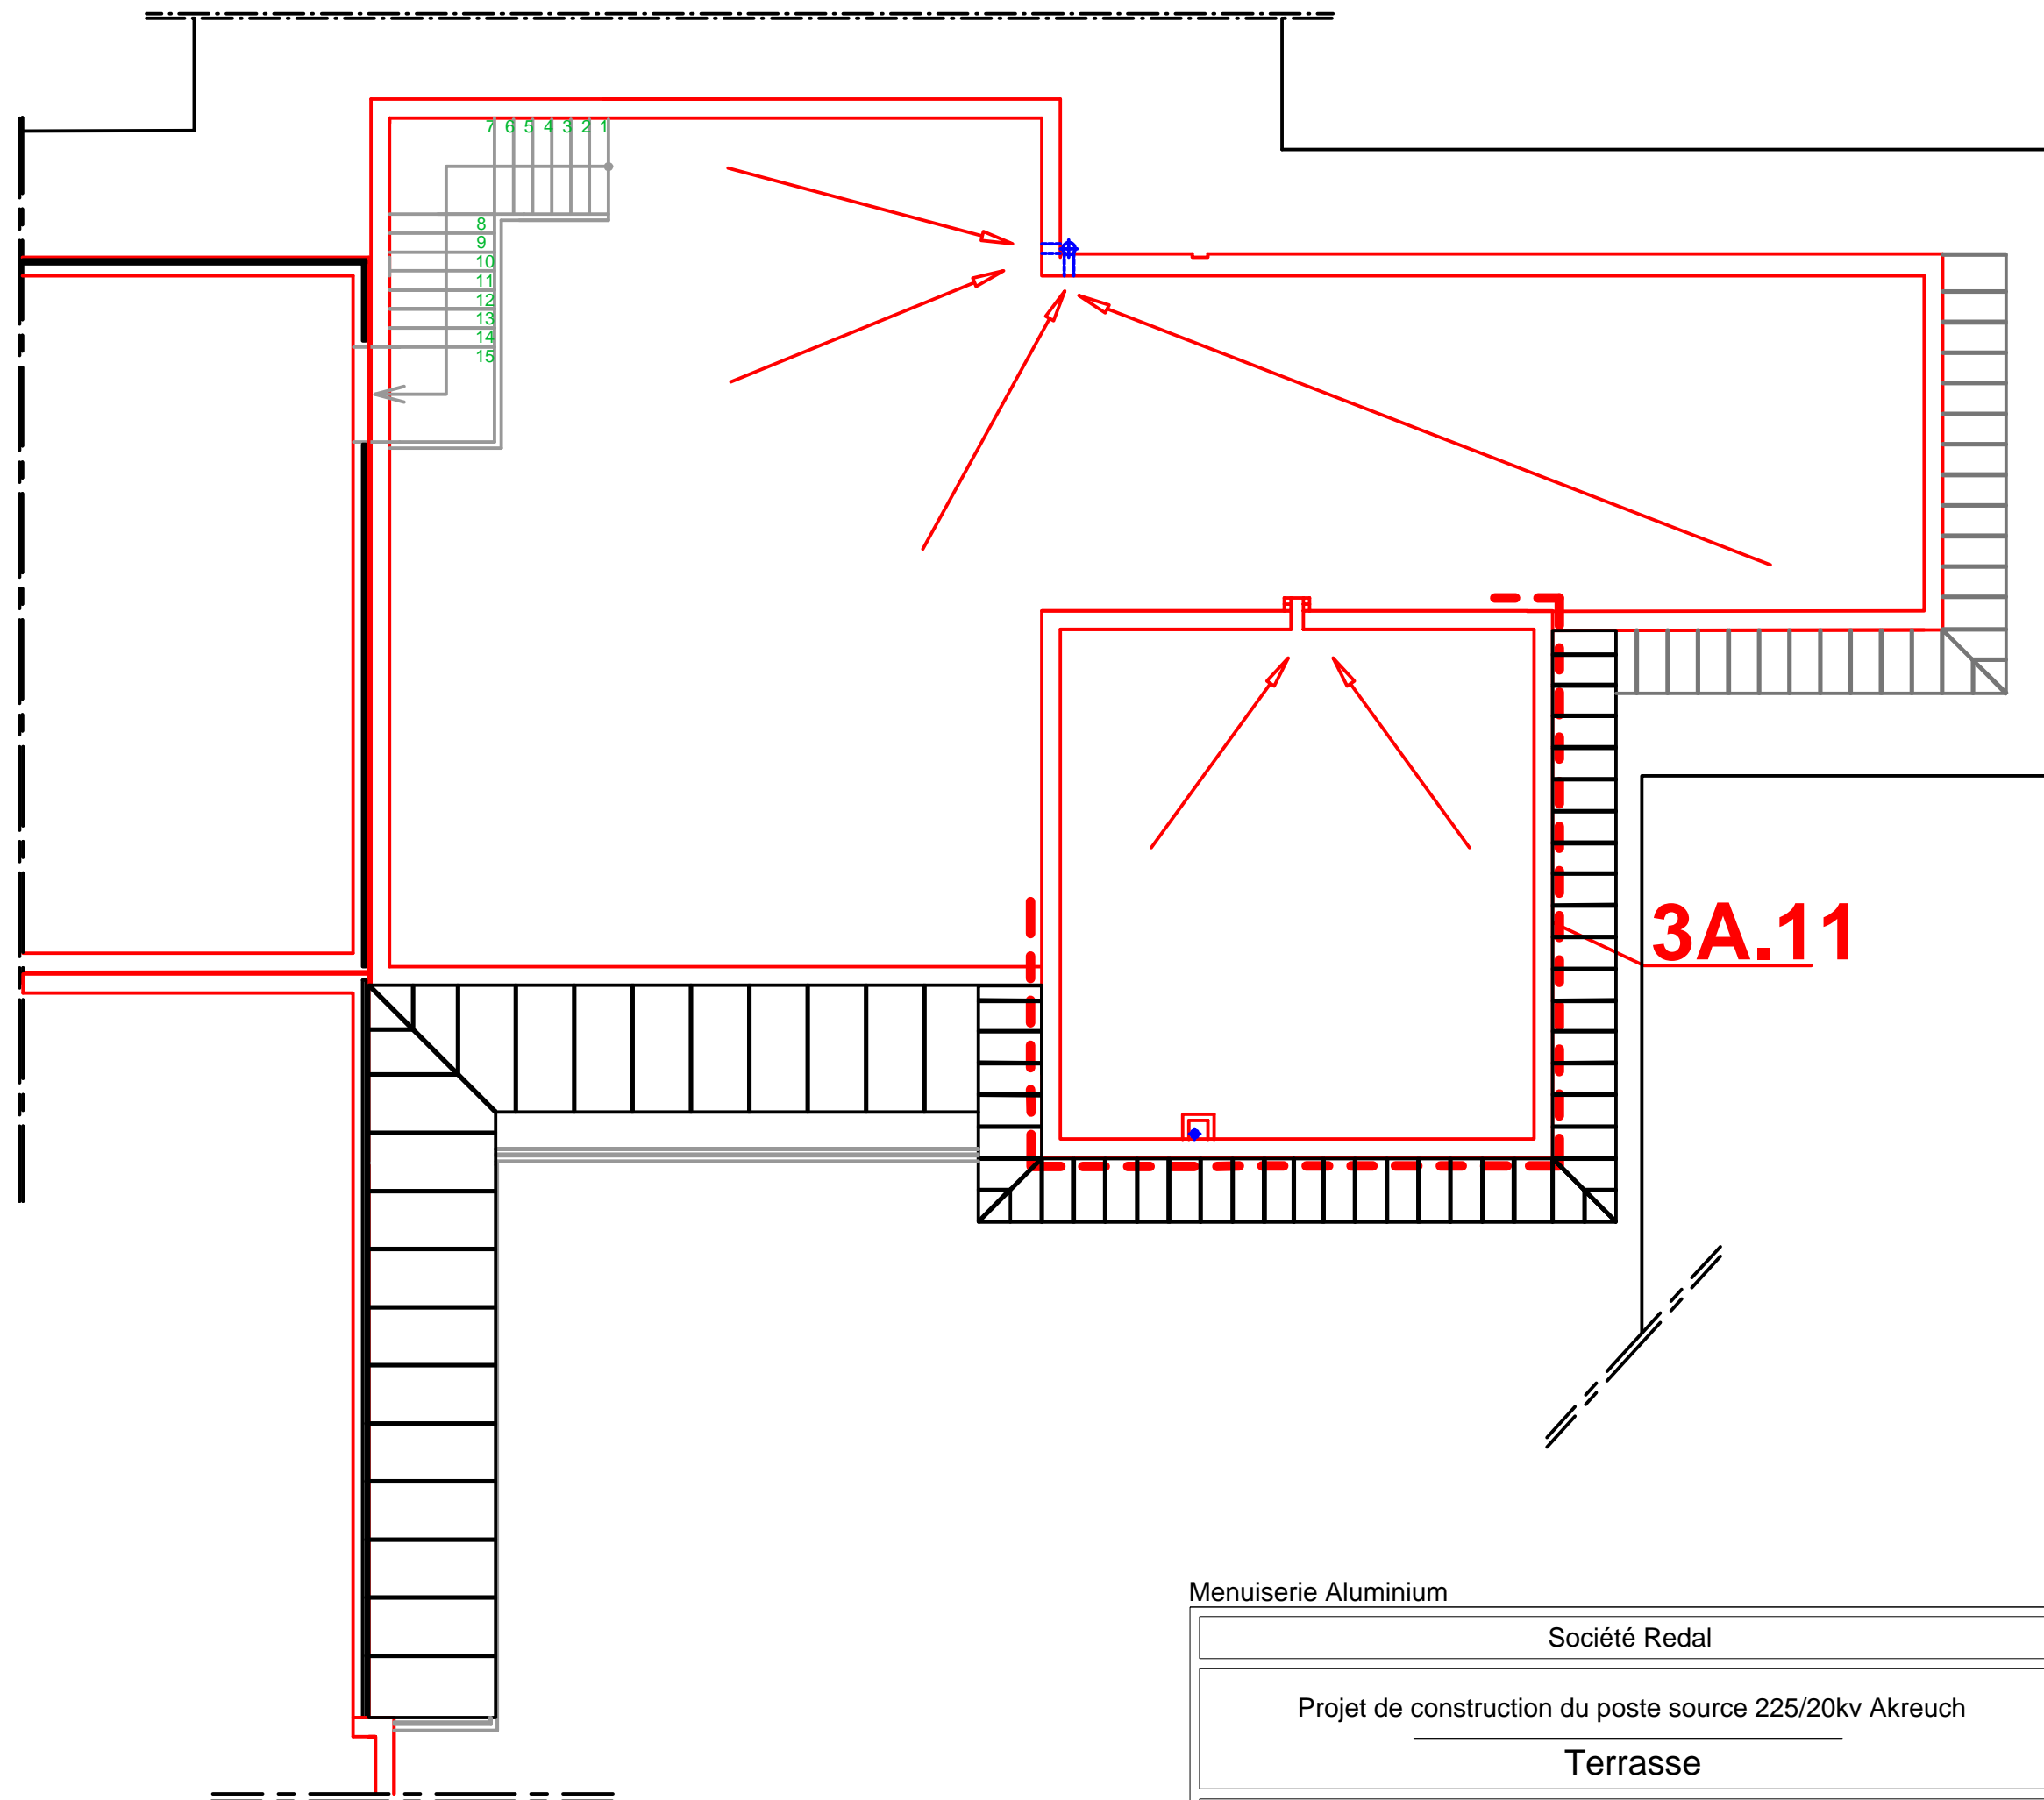 7 6 5 4 3 2 1
8
9
10
11
12
13
14
15
3A.11
Menuiserie Aluminium
Société Redal
Projet de construction du poste source 225/20kv Akreuch
Terrasse